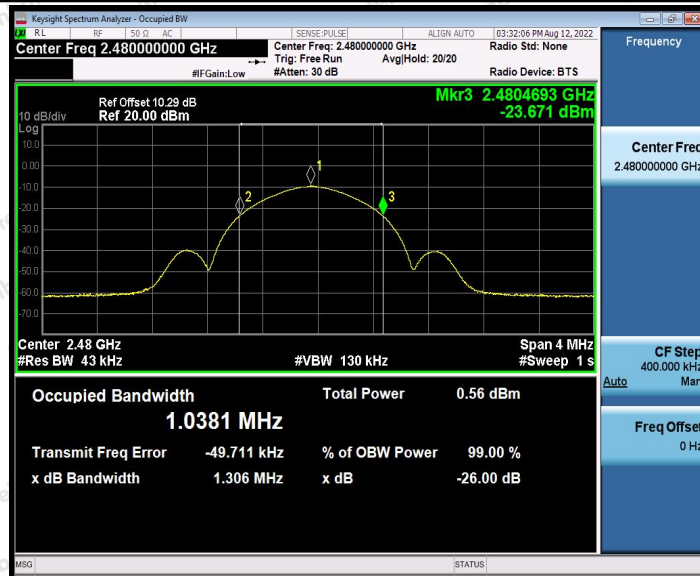 Keysight Spectrum Analyzer - Occupied BW
LXI RL RF 50 Ω AC SENSE:PULSE ALIGN AUTO 03:32:06 PM Aug 12, 2022
Center Freq 2.480000000 GHz Center Freq: 2.480000000 GHz Radio Std: None
Trig: Free Run Avg|Hold: 20/20
#IFGain:Low #Atten: 30 dB Radio Device: BTS
Frequency
Ref Offset 10.29 dB Mkr3 2.4804693 GHz
10 dB/div Ref 20.00 dBm -23.671 dBm
Log
10.0
0.00
-10.0
-20.0
-30.0
-40.0
-50.0
-60.0
-70.0
1
2
3
Center 2.48 GHz Span 4 MHz
#Res BW 43 kHz #VBW 130 kHz #Sweep 1 s
Occupied Bandwidth Total Power 0.56 dBm
1.0381 MHz
Transmit Freq Error -49.711 kHz % of OBW Power 99.00 %
x dB Bandwidth 1.306 MHz x dB -26.00 dB
Center Freq
2.480000000 GHz
CF Step
400.000 kHz
Auto Man
Freq Offset
0 Hz
MSG STATUS